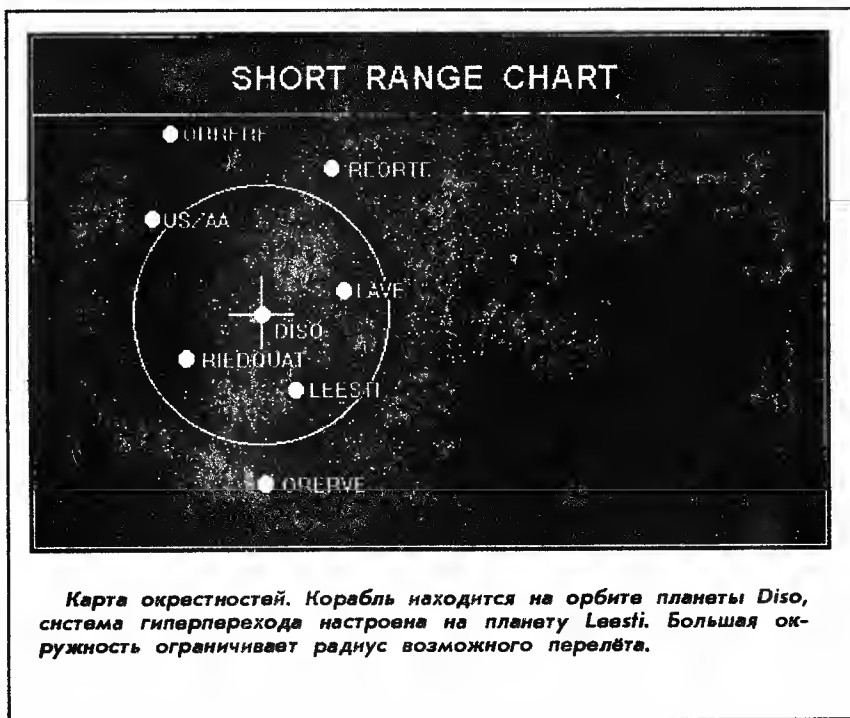 SHORT RANGE CHART
ORRERE
REORTE
USZAA
LAVE
DISO
RIEDQUAT
LEESTI
ORERVE
Карта окрестностей. Корабль находится на орбите планеты Diso,
система гиперперехода настроена на планету Leesti. Большая ок-
ружность ограничивает радиус возможного перелёта.